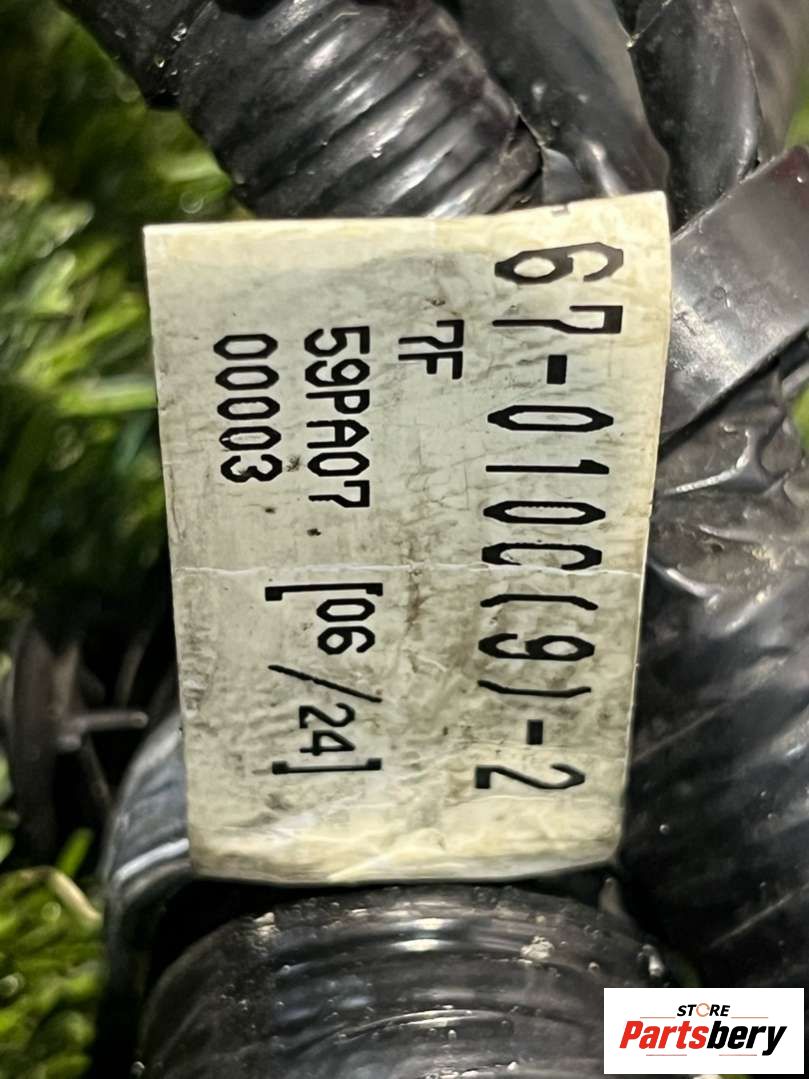 67-010C(9)-2
7F
59PA07 [06/24]
00003
STORE
Partsbery